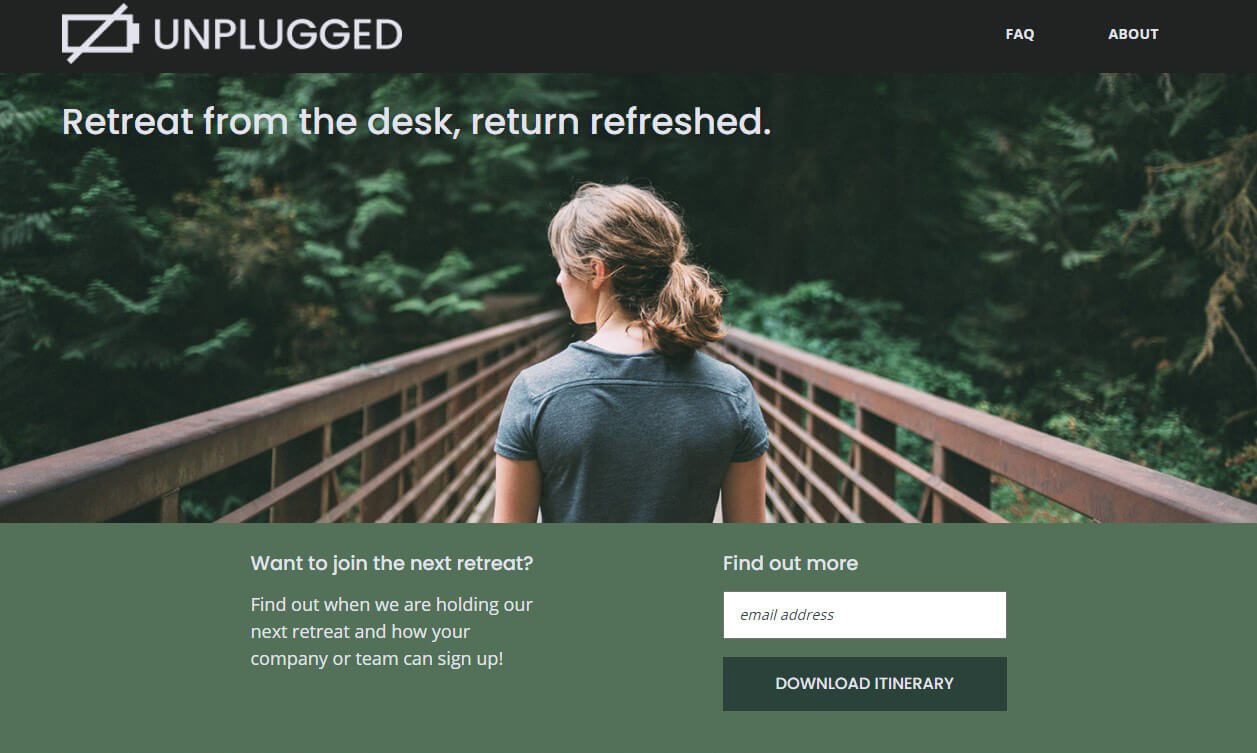 UNPLUGGED
FAQ
ABOUT
Retreat from the desk, return refreshed.
Want to join the next retreat?
Find out when we are holding our
next retreat and how your
company or team can sign up!
Find out more
email address
DOWNLOAD ITINERARY